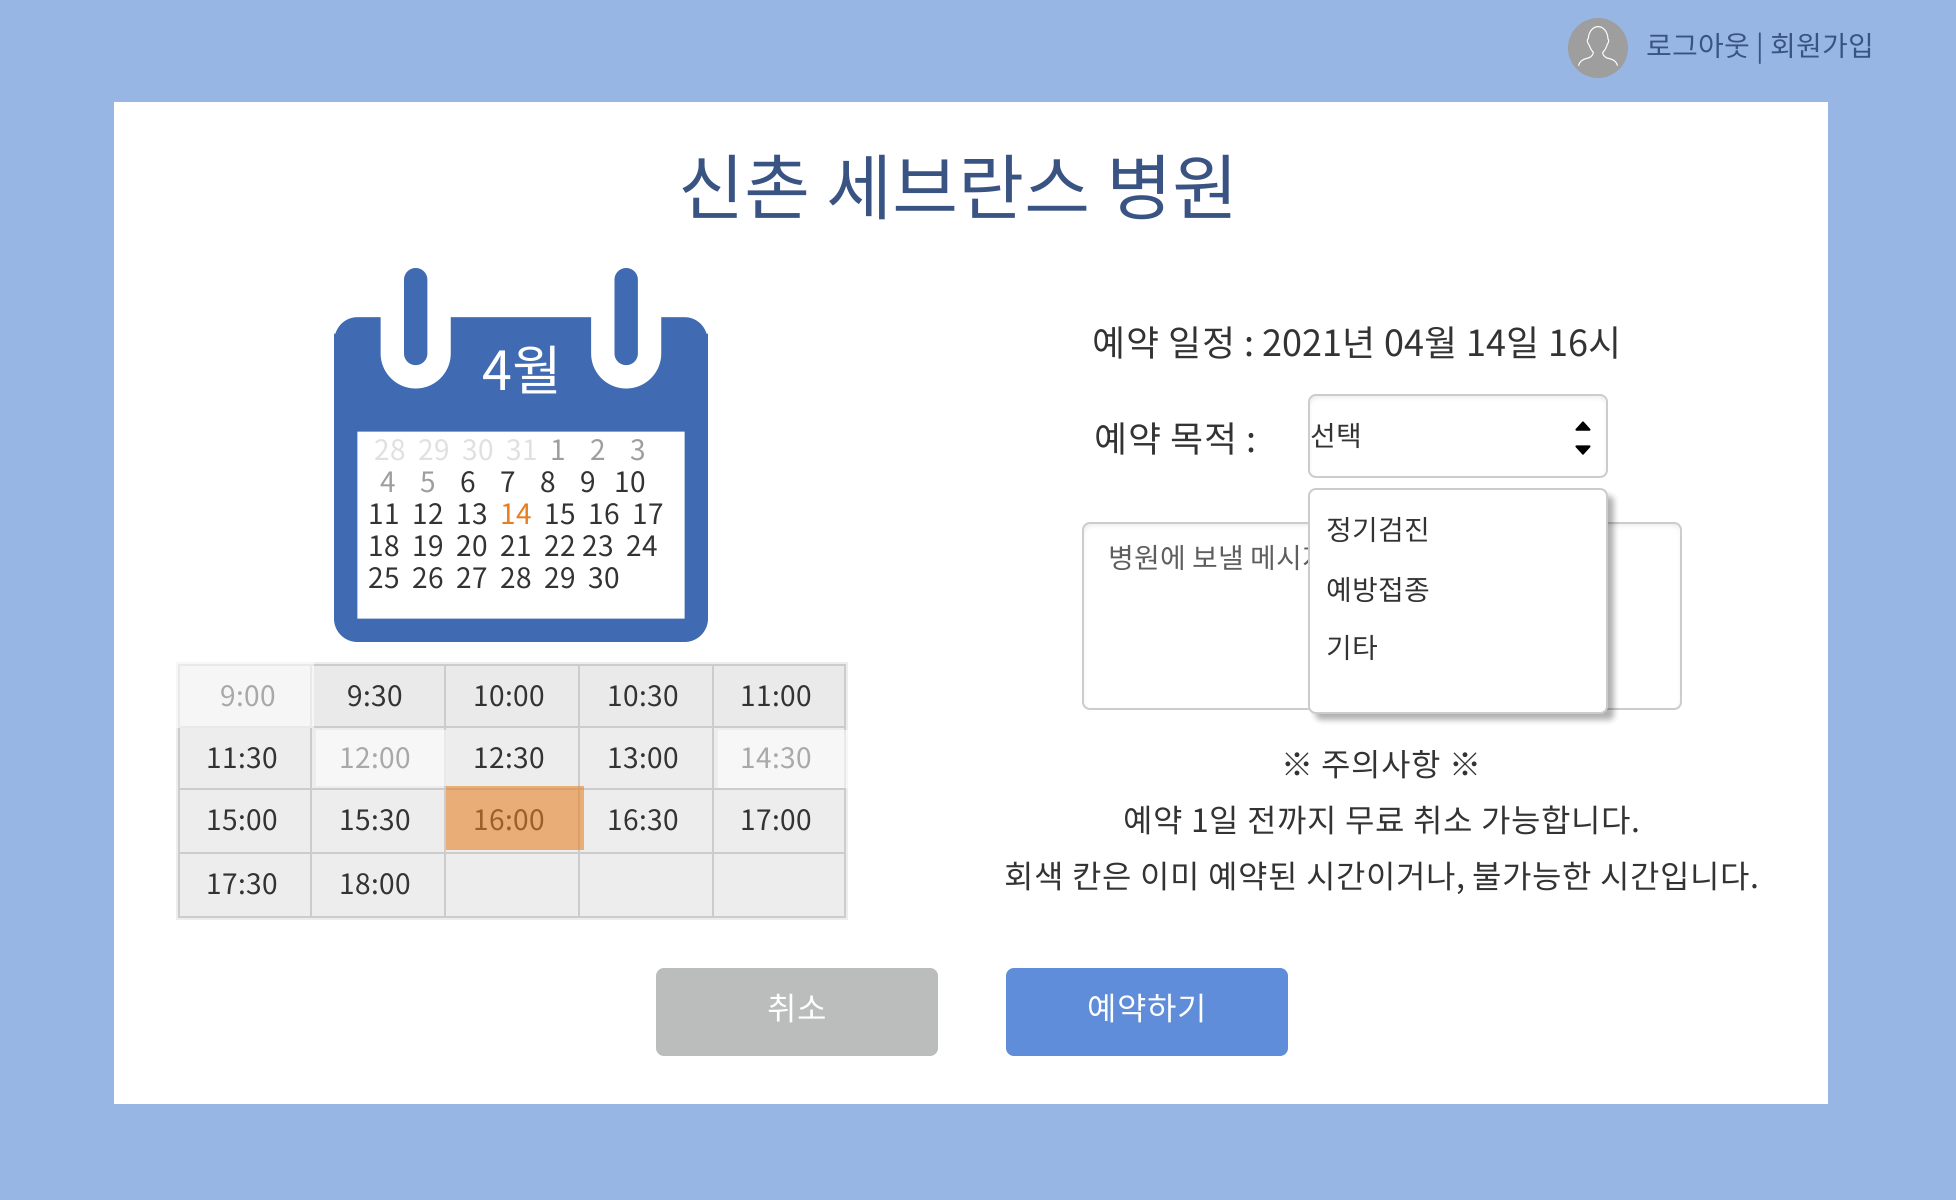 로그아웃 | 회원가입
신촌 세브란스 병원
4월
28 29 30 31 1 2 3
4 5 6 7 8 9 10
11 12 13 14 15 16 17
18 19 20 21 22 23 24
25 26 27 28 29 30
9:00 9:30 10:00 10:30 11:00
11:30 12:00 12:30 13:00 14:30
15:00 15:30 16:00 16:30 17:00
17:30 18:00
예약 일정 : 2021년 04월 14일 16시
예약 목적 : 선택
정기검진
예방접종
기타
병원에 보낼
※ 주의사항 ※
예약 1일 전까지 무료 취소 가능합니다.
회색 칸은 이미 예약된 시간이거나, 불가능한 시간입니다.
취소 예약하기